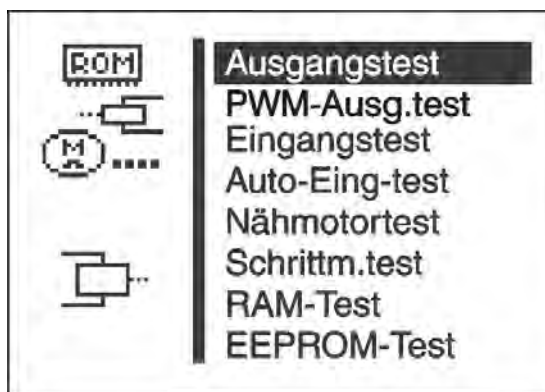 ROM
Ausgangstest
PWM-Ausg.test
M
Eingangstest
Auto-Eing-test
Nähmotortest
Schrittm.test
RAM-Test
EEPROM-Test